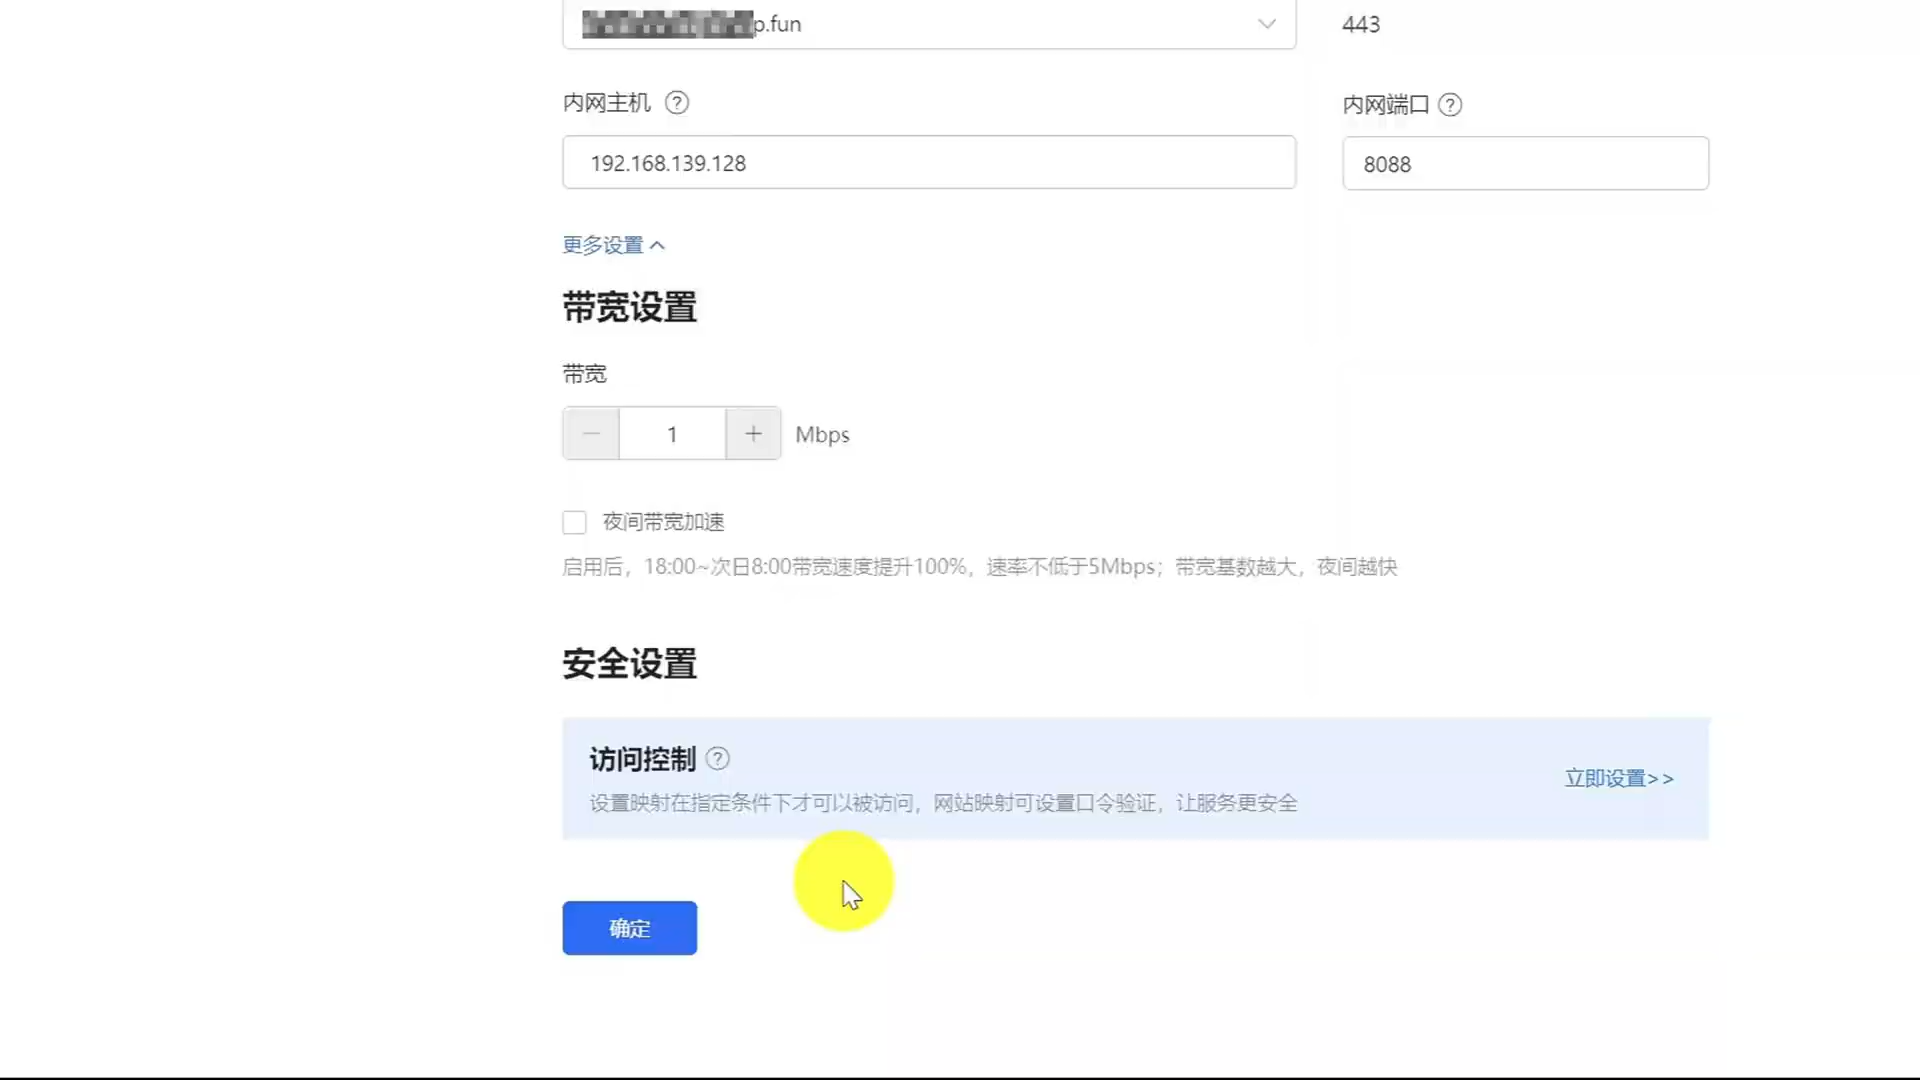 p.fun
443
内网主机 ?
内网端口 ?
192.168.139.128
8088
更多设置
带宽设置
带宽
1
Mbps
夜间带宽加速
启用后，18:00~次日8:00带宽速度提升100%，速率不低于5Mbps；带宽基数越大，夜间越快
安全设置
访问控制 ?
设置映射在指定条件下才可以被访问，网站映射可设置口令验证，让服务更安全
立即设置>>
确定